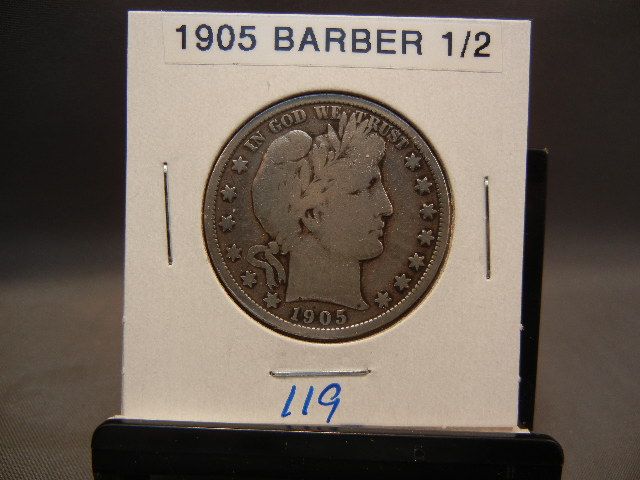 1905 BARBER 1/2
IN GOD WE TRUST
1905
119